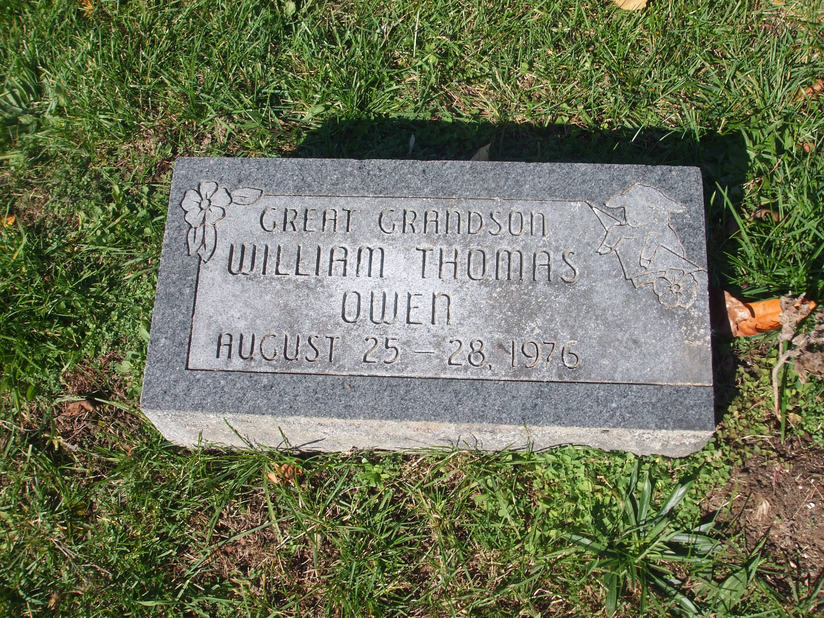 GREAT GRANDSON
WILLIAM THOMAS
OWEN
AUGUST 25 – 28, 1976